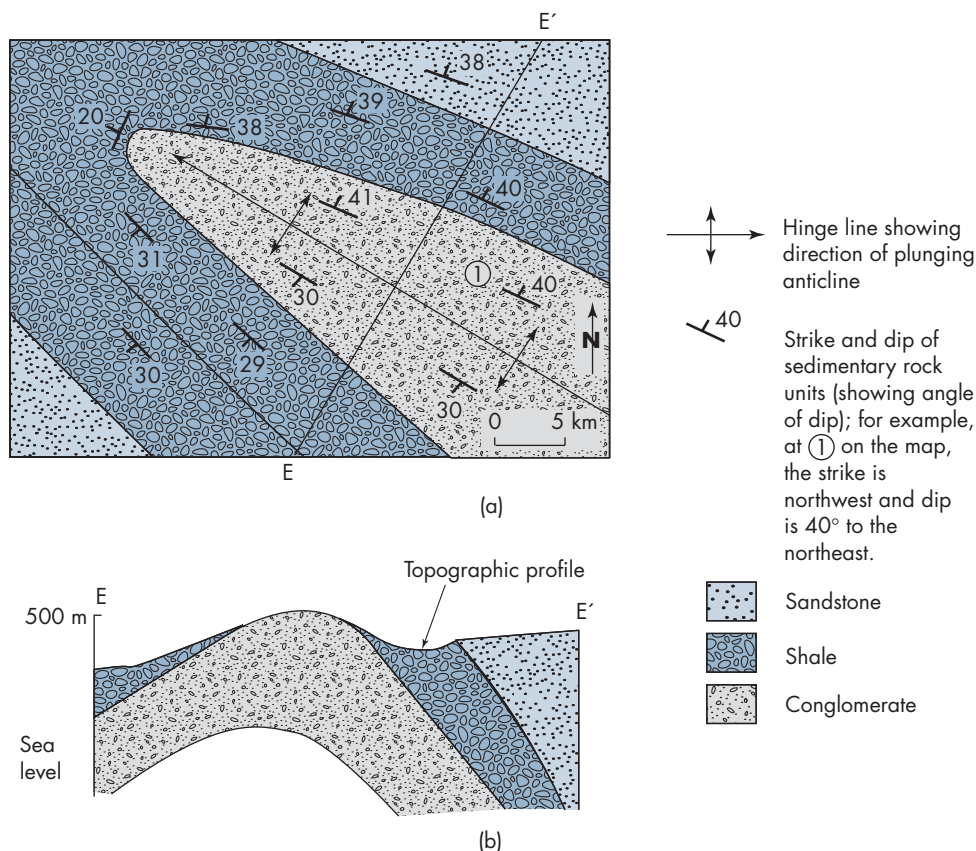 E´
38
39
20
38
40
41
31
1
30
40
N
29
30
30
0 5 km
E
(a)
Hinge line showing
direction of plunging
anticline
40
Strike and dip of
sedimentary rock
units (showing angle
of dip); for example,
at 1 on the map,
the strike is
northwest and dip
is 40° to the
northeast.
Sandstone
Shale
Conglomerate
Topographic profile
E
E´
500 m
Sea
level
(b)